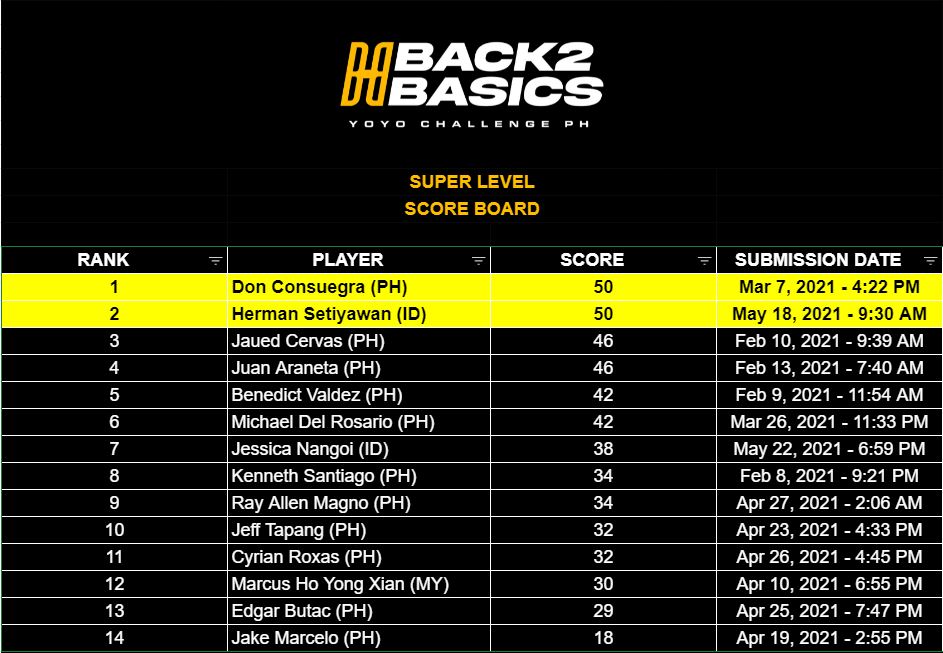 BACK2
BASICS
YOYO CHALLENGE PH
SUPER LEVEL
SCORE BOARD
RANK PLAYER SCORE SUBMISSION DATE
1 Don Consuegra (PH) 50 Mar 7, 2021 - 4:22 PM
2 Herman Setiyawan (ID) 50 May 18, 2021 - 9:30 AM
3 Jaued Cervas (PH) 46 Feb 10, 2021 - 9:39 AM
4 Juan Araneta (PH) 46 Feb 13, 2021 - 7:40 AM
5 Benedict Valdez (PH) 42 Feb 9, 2021 - 11:54 AM
6 Michael Del Rosario (PH) 42 Mar 26, 2021 - 11:33 PM
7 Jessica Nangoi (ID) 38 May 22, 2021 - 6:59 PM
8 Kenneth Santiago (PH) 34 Feb 8, 2021 - 9:21 PM
9 Ray Allen Magno (PH) 34 Apr 27, 2021 - 2:06 AM
10 Jeff Tapang (PH) 32 Apr 23, 2021 - 4:33 PM
11 Cyrian Roxas (PH) 32 Apr 26, 2021 - 4:45 PM
12 Marcus Ho Yong Xian (MY) 30 Apr 10, 2021 - 6:55 PM
13 Edgar Butac (PH) 29 Apr 25, 2021 - 7:47 PM
14 Jake Marcelo (PH) 18 Apr 19, 2021 - 2:55 PM